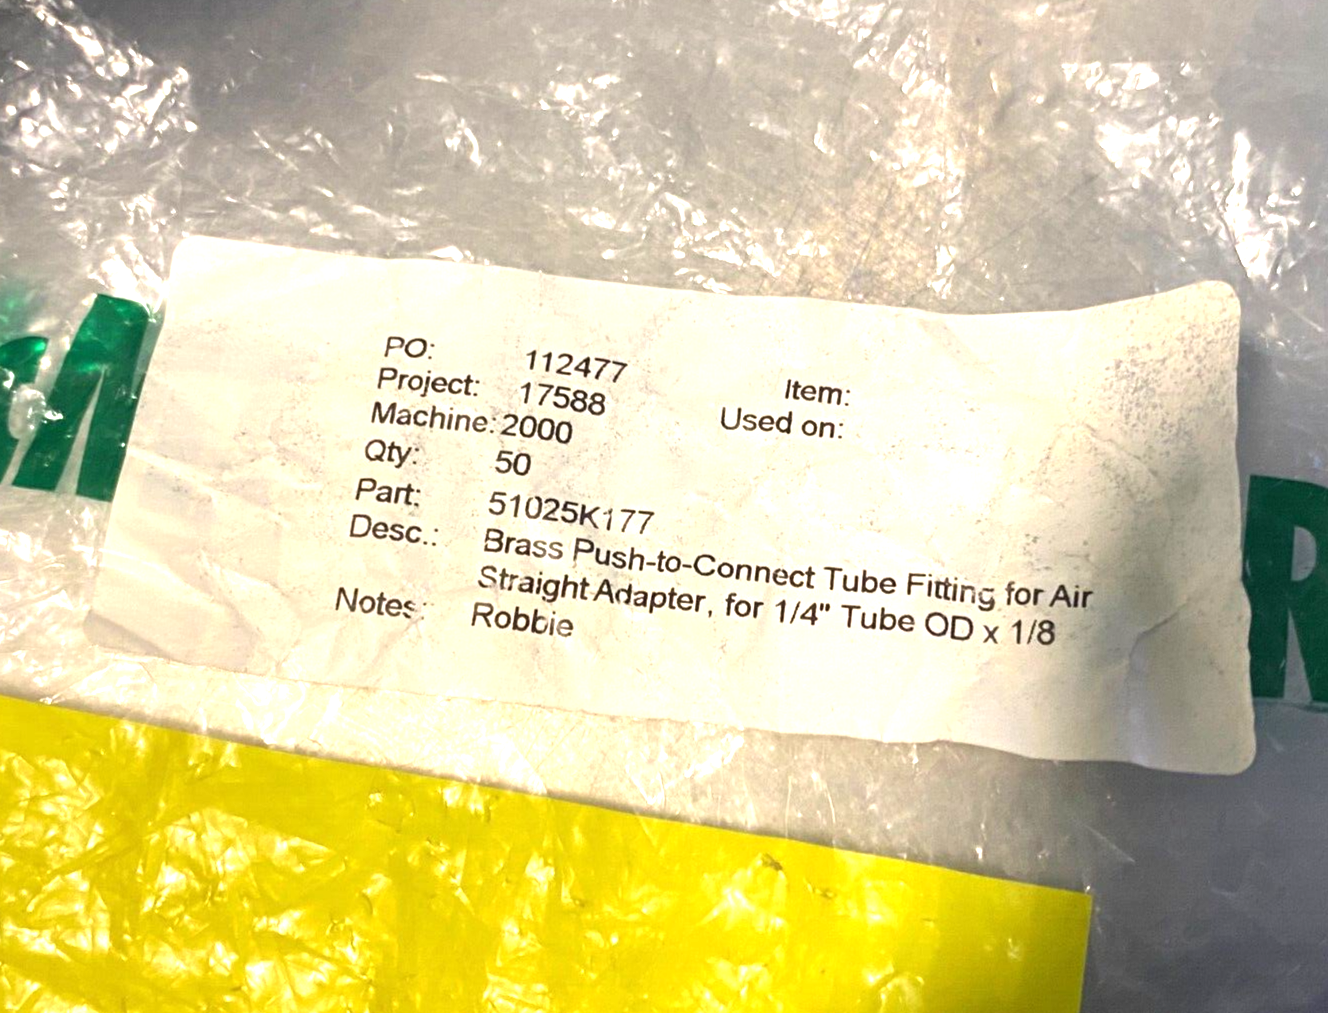 PO: 112477 Item:
Project: 17588 Used on:
Machine: 2000
Qty: 50
Part: 51025K177
Desc.: Brass Push-to-Connect Tube Fitting for Air
Straight Adapter, for 1/4" Tube OD x 1/8
Notes: Robbie